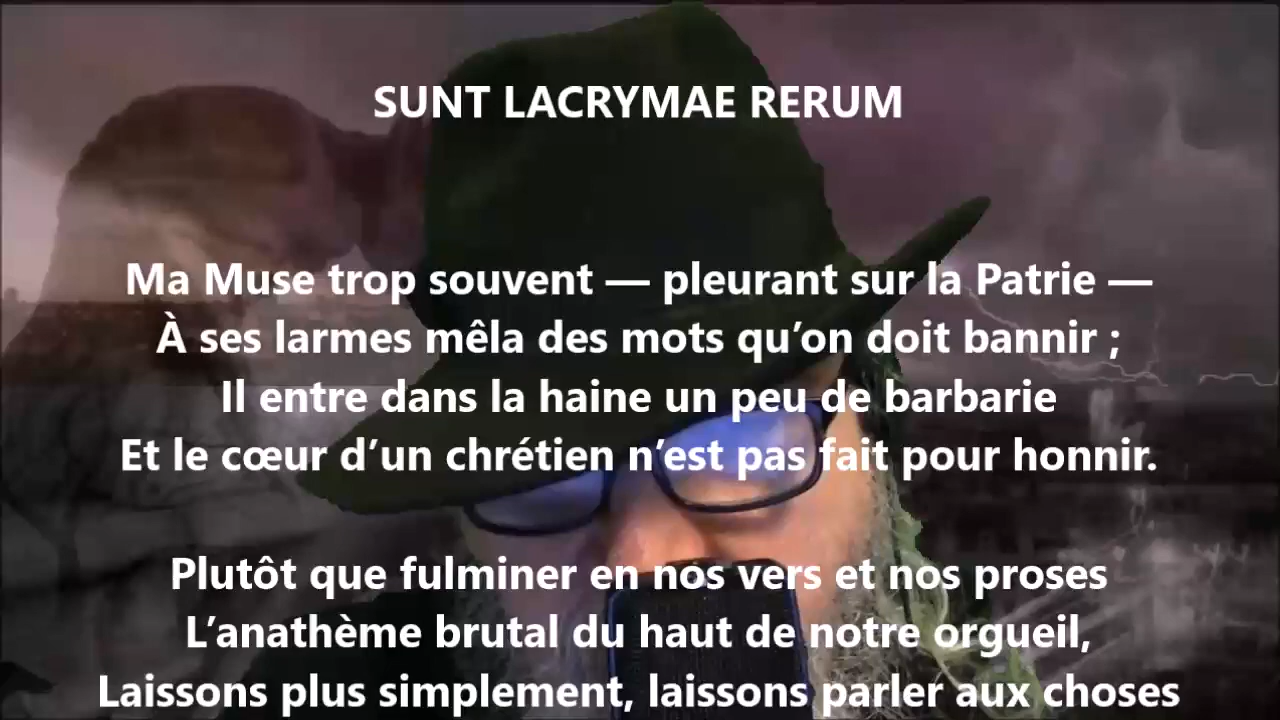 SUNT LACRYMAE RERUM
Ma Muse trop souvent — pleurant sur la Patrie —
À ses larmes mêla des mots qu’on doit bannir ;
Il entre dans la haine un peu de barbarie
Et le cœur d’un chrétien n’est pas fait pour honnir.
Plutôt que fulminer en nos vers et nos proses
L’anathème brutal du haut de notre orgueil,
Laissons plus simplement, laissons parler aux choses